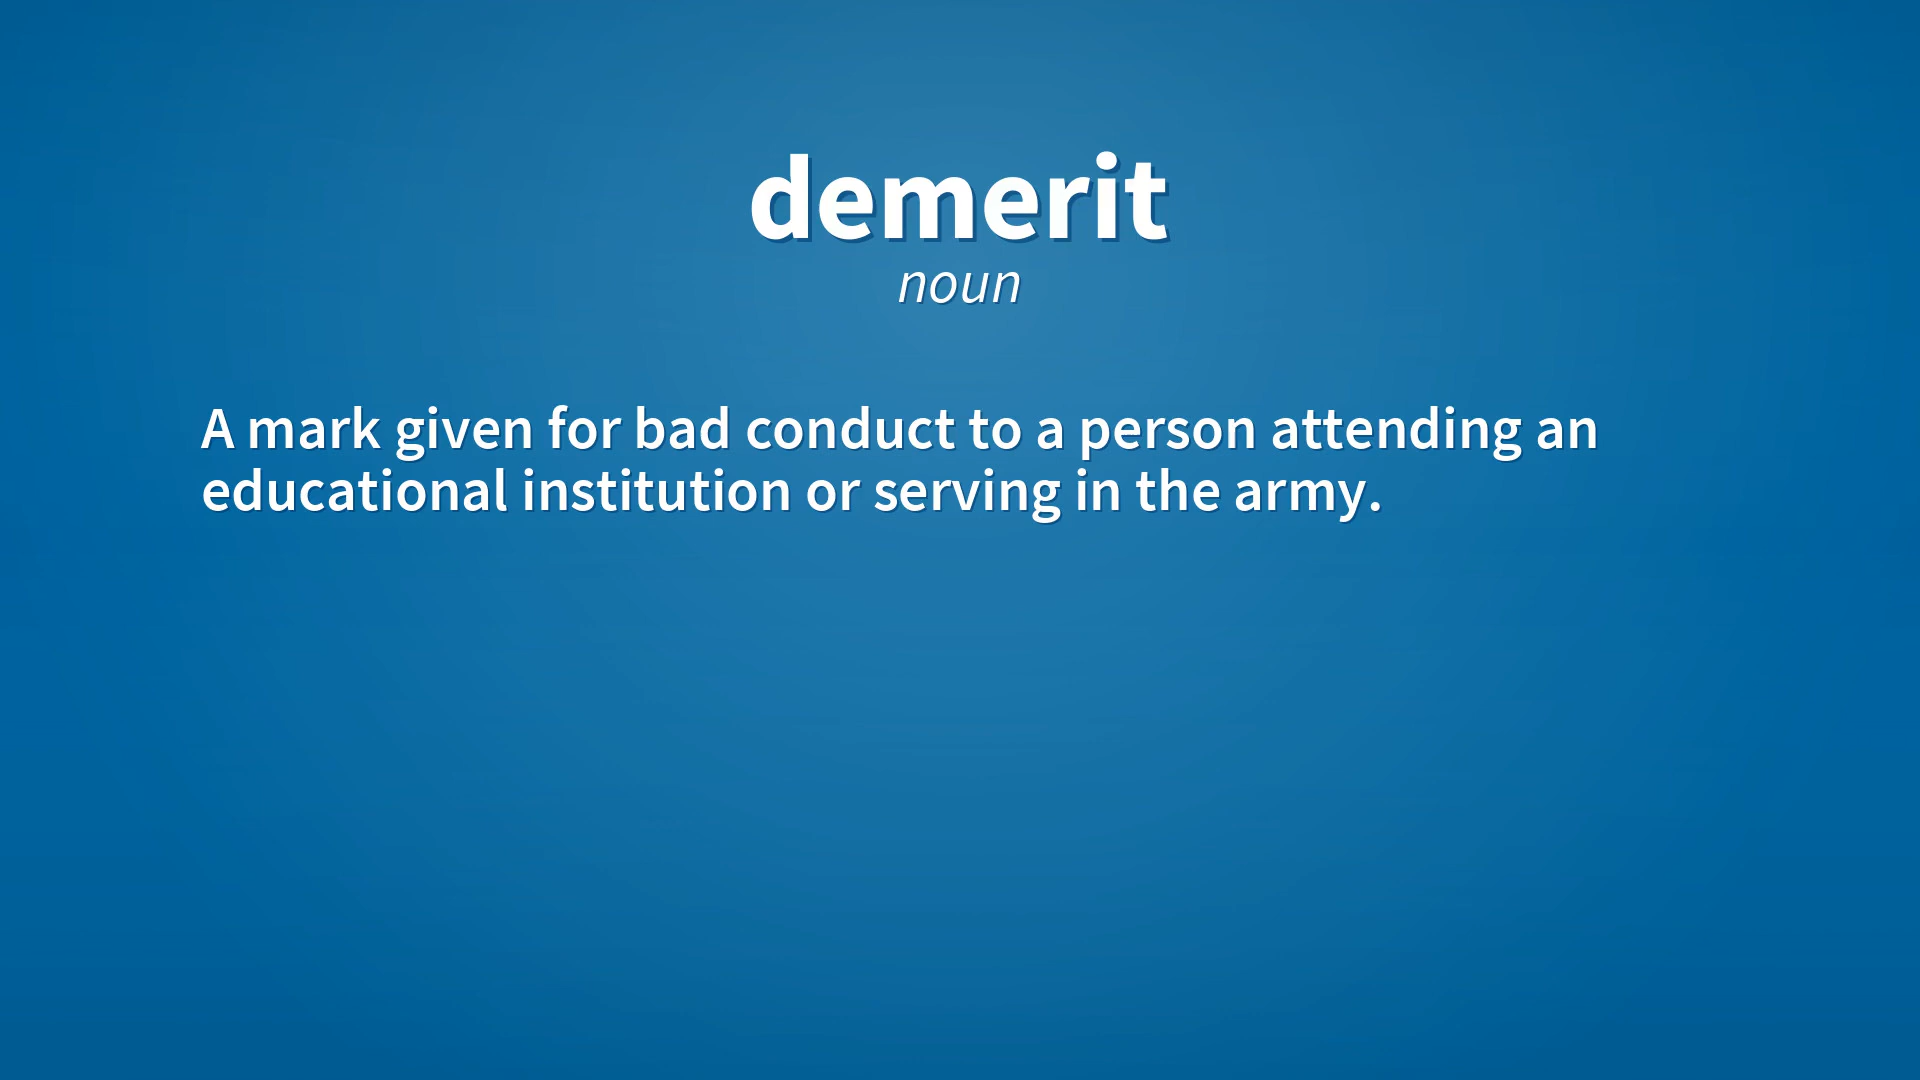 demerit
noun
A mark given for bad conduct to a person attending an
educational institution or serving in the army.